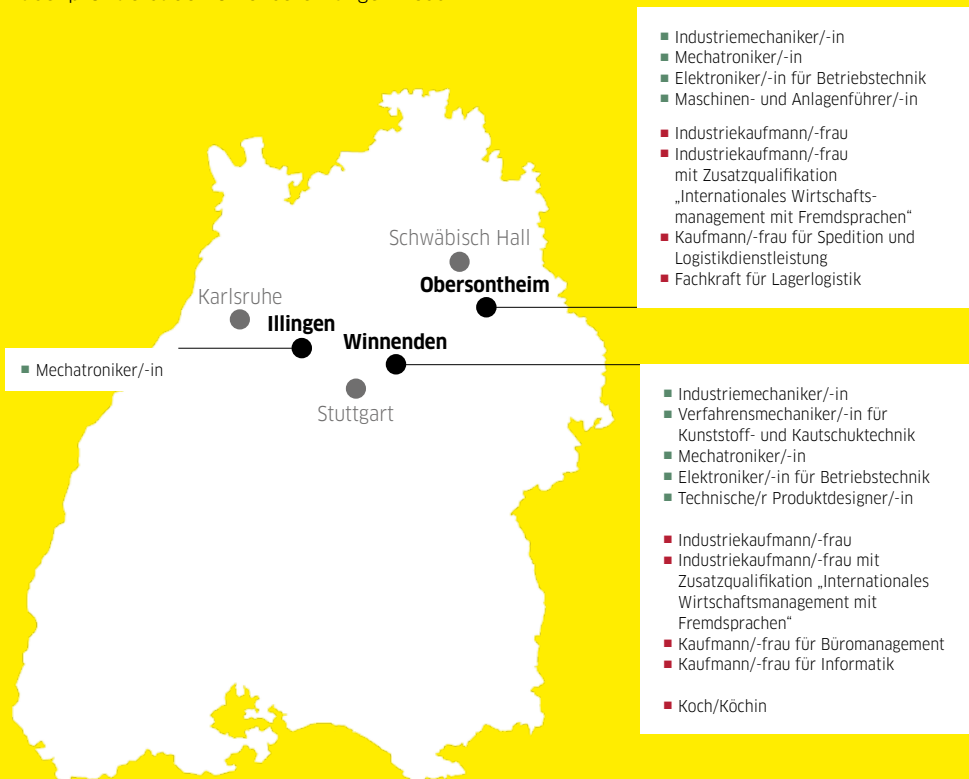 Industriemechaniker/-in
Mechatroniker/-in
Elektroniker/-in für Betriebstechnik
Maschinen- und Anlagenführer/-in
Industriekaufmann/-frau
Industriekaufmann/-frau
mit Zusatzqualifikation
„Internationales Wirtschafts-
management mit Fremdsprachen“
Kaufmann/-frau für Spedition und
Logistikdienstleistung
Fachkraft für Lagerlogistik
Schwäbisch Hall
Obersontheim
Karlsruhe
Illingen
Winnenden
Mechatroniker/-in
Stuttgart
Industriemechaniker/-in
Verfahrensmechaniker/-in für
Kunststoff- und Kautschuktechnik
Mechatroniker/-in
Elektroniker/-in für Betriebstechnik
Technische/r Produktdesigner/-in
Industriekaufmann/-frau
Industriekaufmann/-frau mit
Zusatzqualifikation „Internationales
Wirtschaftsmanagement mit
Fremdsprachen“
Kaufmann/-frau für Büromanagement
Kaufmann/-frau für Informatik
Koch/Köchin